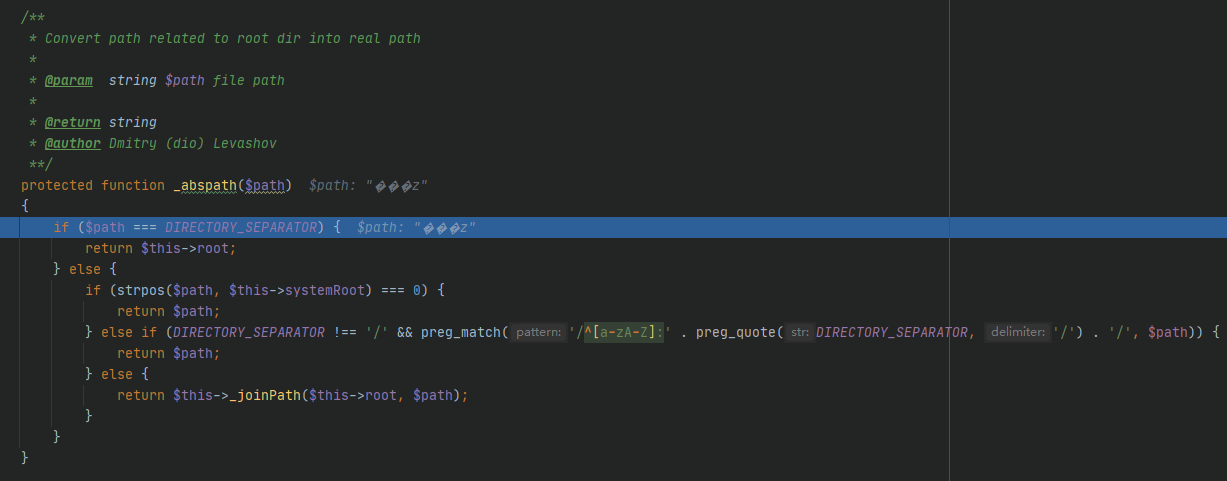 /**
 * Convert path related to root dir into real path
 *
 * @param  string $path file path
 *
 * @return string
 * @author Dmitry (dio) Levashov
 **/
protected function _abspath($path)  $path: "���z"
{
    if ($path === DIRECTORY_SEPARATOR) {  $path: "���z"
        return $this->root;
    } else {
        if (strpos($path, $this->systemRoot) === 0) {
            return $path;
        } else if (DIRECTORY_SEPARATOR !== '/' && preg_match( pattern: '/^[a-zA-Z]:' . preg_quote( str: DIRECTORY_SEPARATOR, delimiter: '/') . '/', $path)) {
            return $path;
        } else {
            return $this->_joinPath($this->root, $path);
        }
    }
}